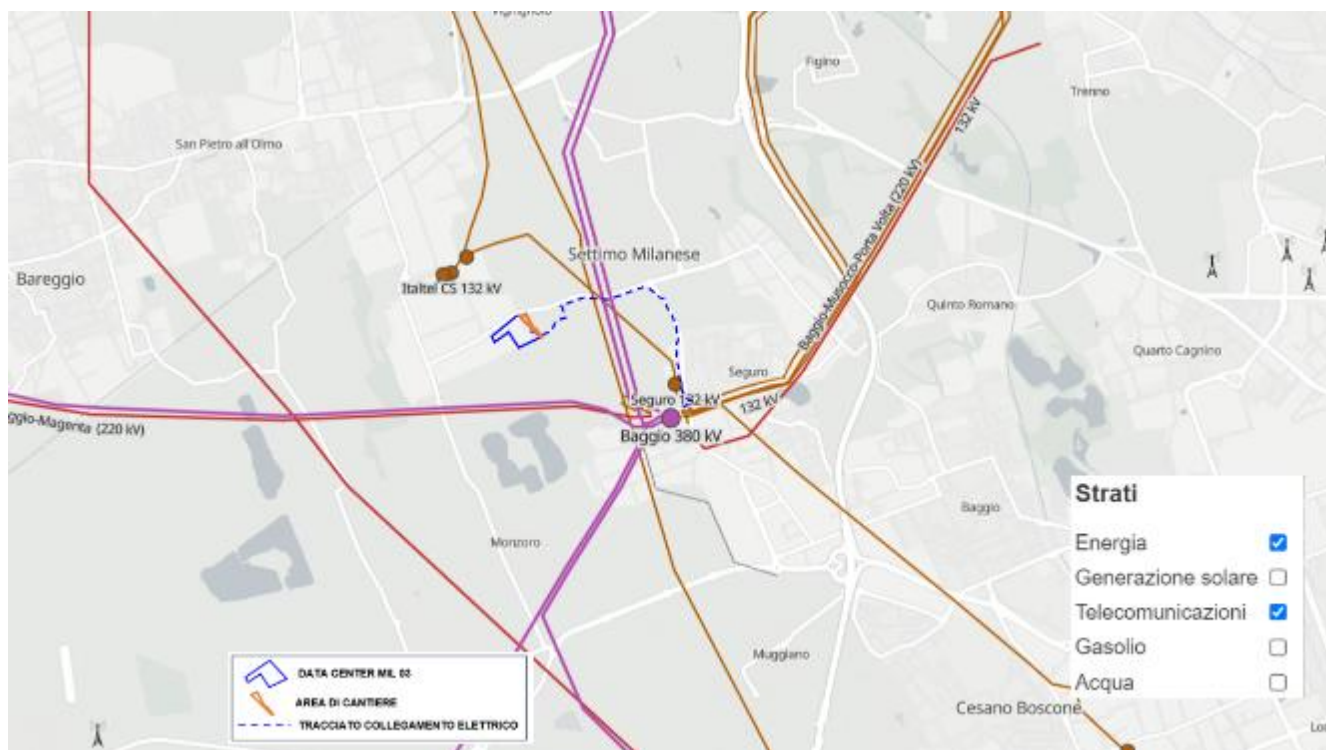 Vighignolo
Figino
Trenno
132 kV
San Pietro all'Olmo
Baggio-Musocco-Porta Volta (220 kV)
Settimo Milanese
Bareggio
Italtel CS 132 kV
Quinto Romano
Quarto Cagnino
Seguro
Seguro 132 kV
132 kV
ggio-Magenta (220 kV)
Baggio 380 kV
Baggio
Monzoro
Muggiano
Cesano Boscone
Lo
Strati
Energia
Generazione solare
Telecomunicazioni
Gasolio
Acqua
DATA CENTER MIL 03
AREA DI CANTIERE
TRACCIATO COLLEGAMENTO ELETTRICO